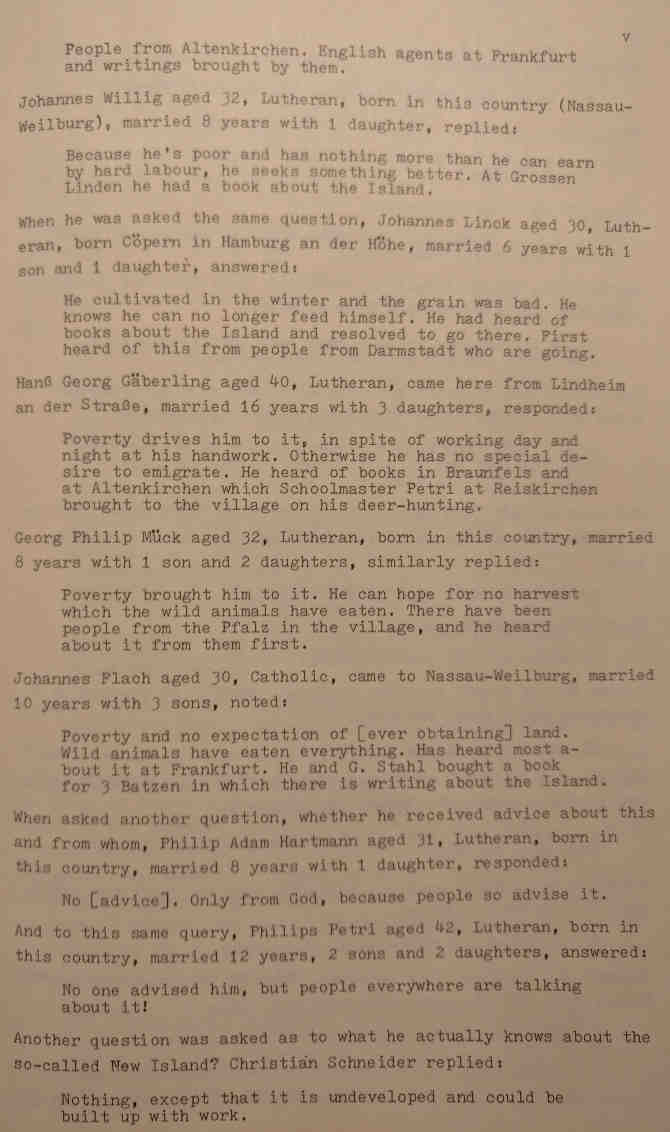 v
People from Altenkirchen. English agents at Frankfurt
and writings brought by them.
Johannes Willig aged 32, Lutheran, born in this country (Nassau-
Weilburg), married 8 years with 1 daughter, replied:
Because he's poor and has nothing more than he can earn
by hard labour, he seeks something better. At Grossen
Linden he had a book about the Island.
When he was asked the same question, Johannes Linck aged 30, Luth-
eran, born Cöpern in Hamburg an der Höhe, married 6 years with 1
son and 1 daughter, answered:
He cultivated in the winter and the grain was bad. He
knows he can no longer feed himself. He had heard of
books about the Island and resolved to go there. First
heard of this from people from Darmstadt who are going.
Hanß Georg Gäberling aged 40, Lutheran, came here from Lindheim
an der Straße, married 16 years with 3 daughters, responded:
Poverty drives him to it, in spite of working day and
night at his handwork. Otherwise he has no special de-
sire to emigrate. He heard of books in Braunfels and
at Altenkirchen which Schoolmaster Petri at Reiskirchen
brought to the village on his deer-hunting.
Georg Philip Mück aged 32, Lutheran, born in this country, married
8 years with 1 son and 2 daughters, similarly replied:
Poverty brought him to it. He can hope for no harvest
which the wild animals have eaten. There have been
people from the Pfalz in the village, and he heard
about it from them first.
Johannes Flach aged 30, Catholic, came to Nassau-Weilburg, married
10 years with 3 sons, noted:
Poverty and no expectation of [ever obtaining] land.
Wild animals have eaten everything. Has heard most a-
bout it at Frankfurt. He and G. Stahl bought a book
for 3 Batzen in which there is writing about the Island.
When asked another question, whether he received advice about this
and from whom, Philip Adam Hartmann aged 31, Lutheran, born in
this country, married 8 years with 1 daughter, responded:
No [advice]. Only from God, because people so advise it.
And to this same query, Philips Petri aged 42, Lutheran, born in
this country, married 12 years, 2 sons and 2 daughters, answered:
No one advised him, but people everywhere are talking
about it!
Another question was asked as to what he actually knows about the
so-called New Island? Christian Schneider replied:
Nothing, except that it is undeveloped and could be
built up with work.